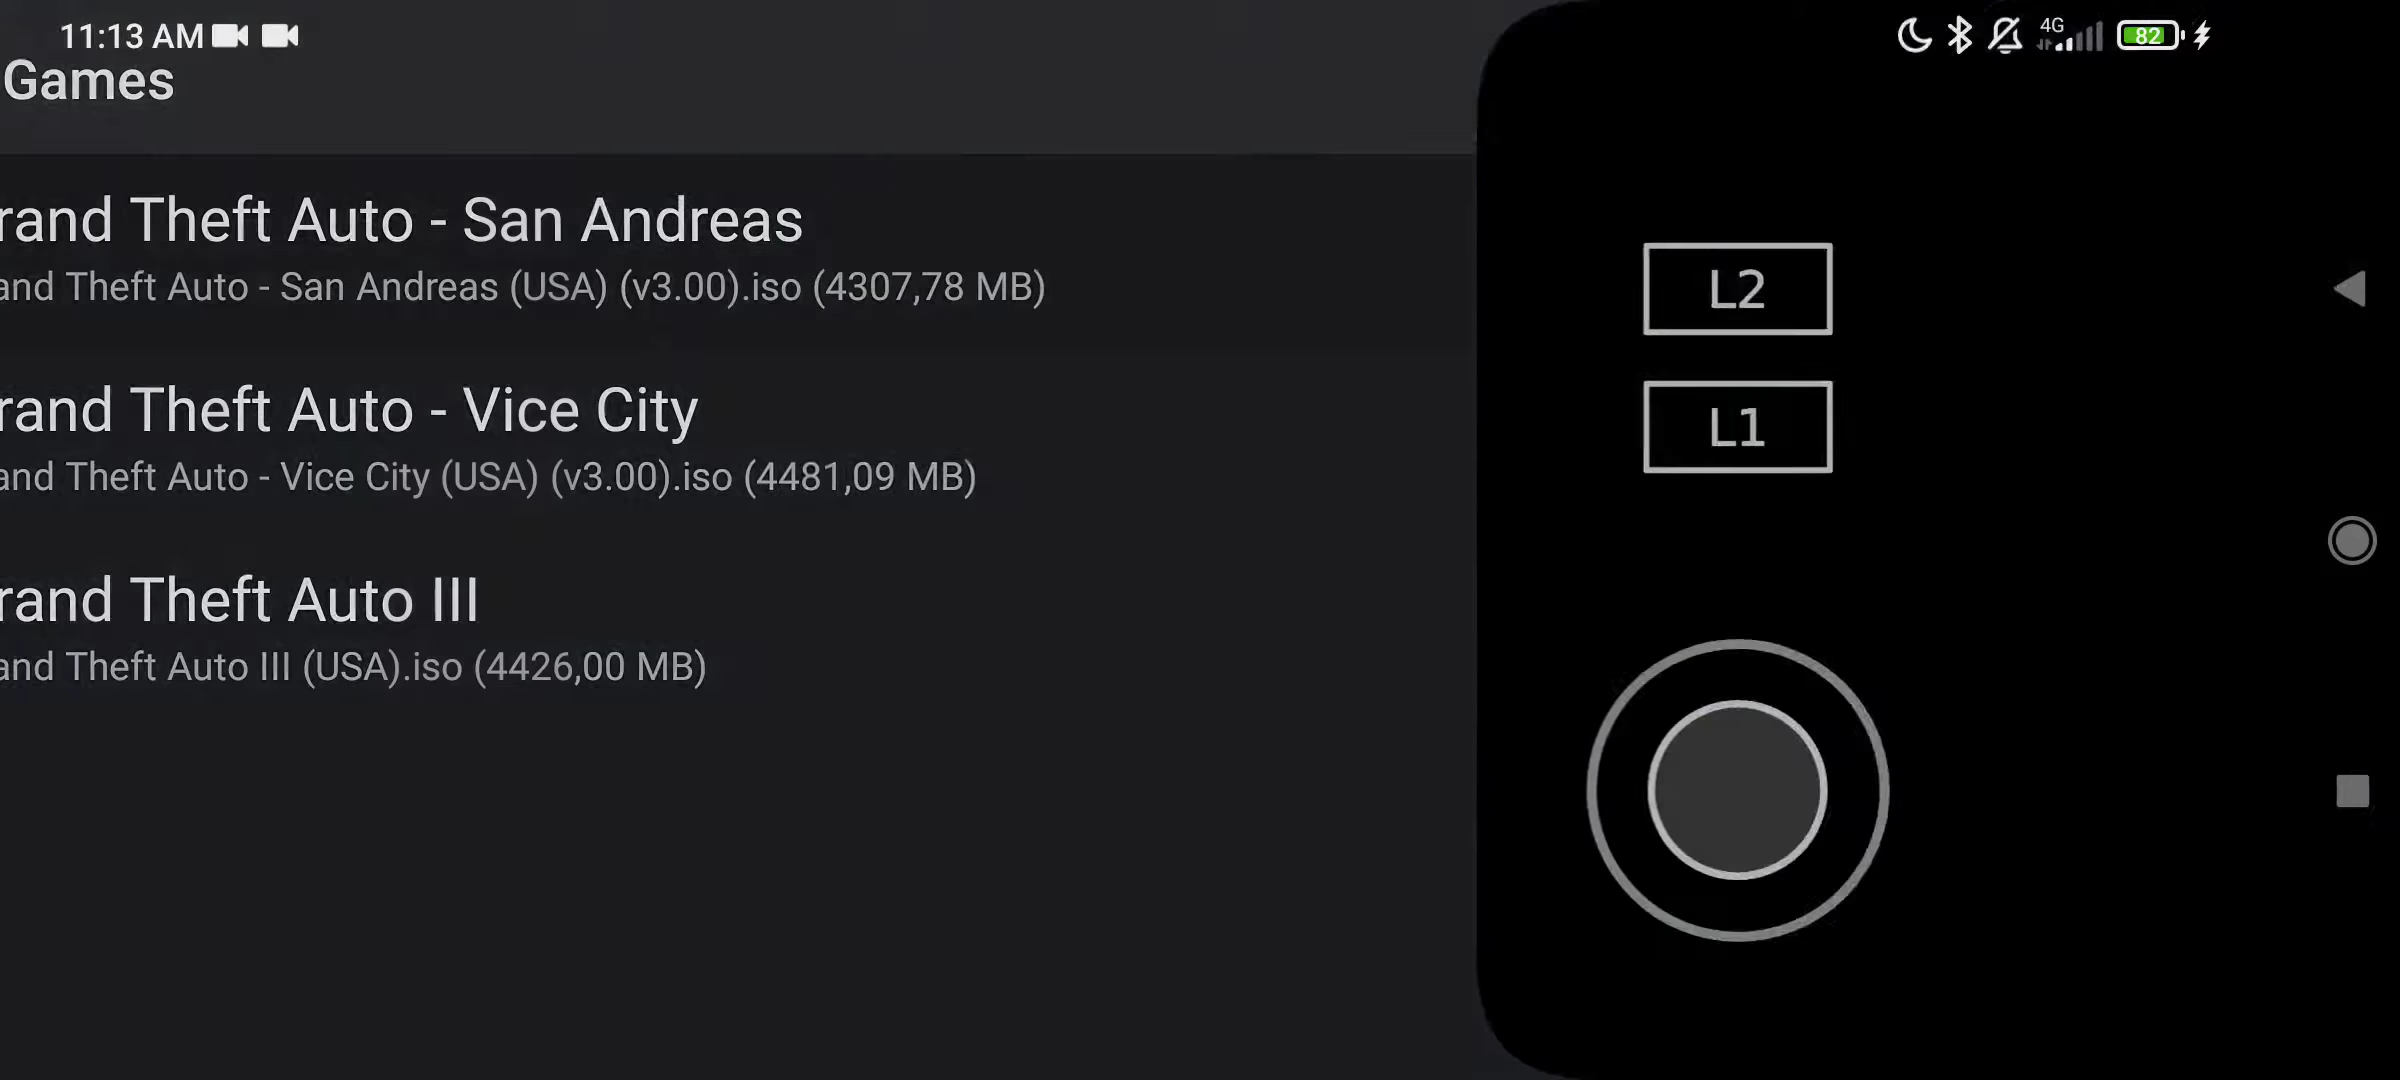 11:13 AM
4G
82
Games
rand Theft Auto - San Andreas
and Theft Auto - San Andreas (USA) (v3.00).iso (4307,78 MB)
L2
rand Theft Auto - Vice City
L1
and Theft Auto - Vice City (USA) (v3.00).iso (4481,09 MB)
rand Theft Auto III
and Theft Auto III (USA).iso (4426,00 MB)